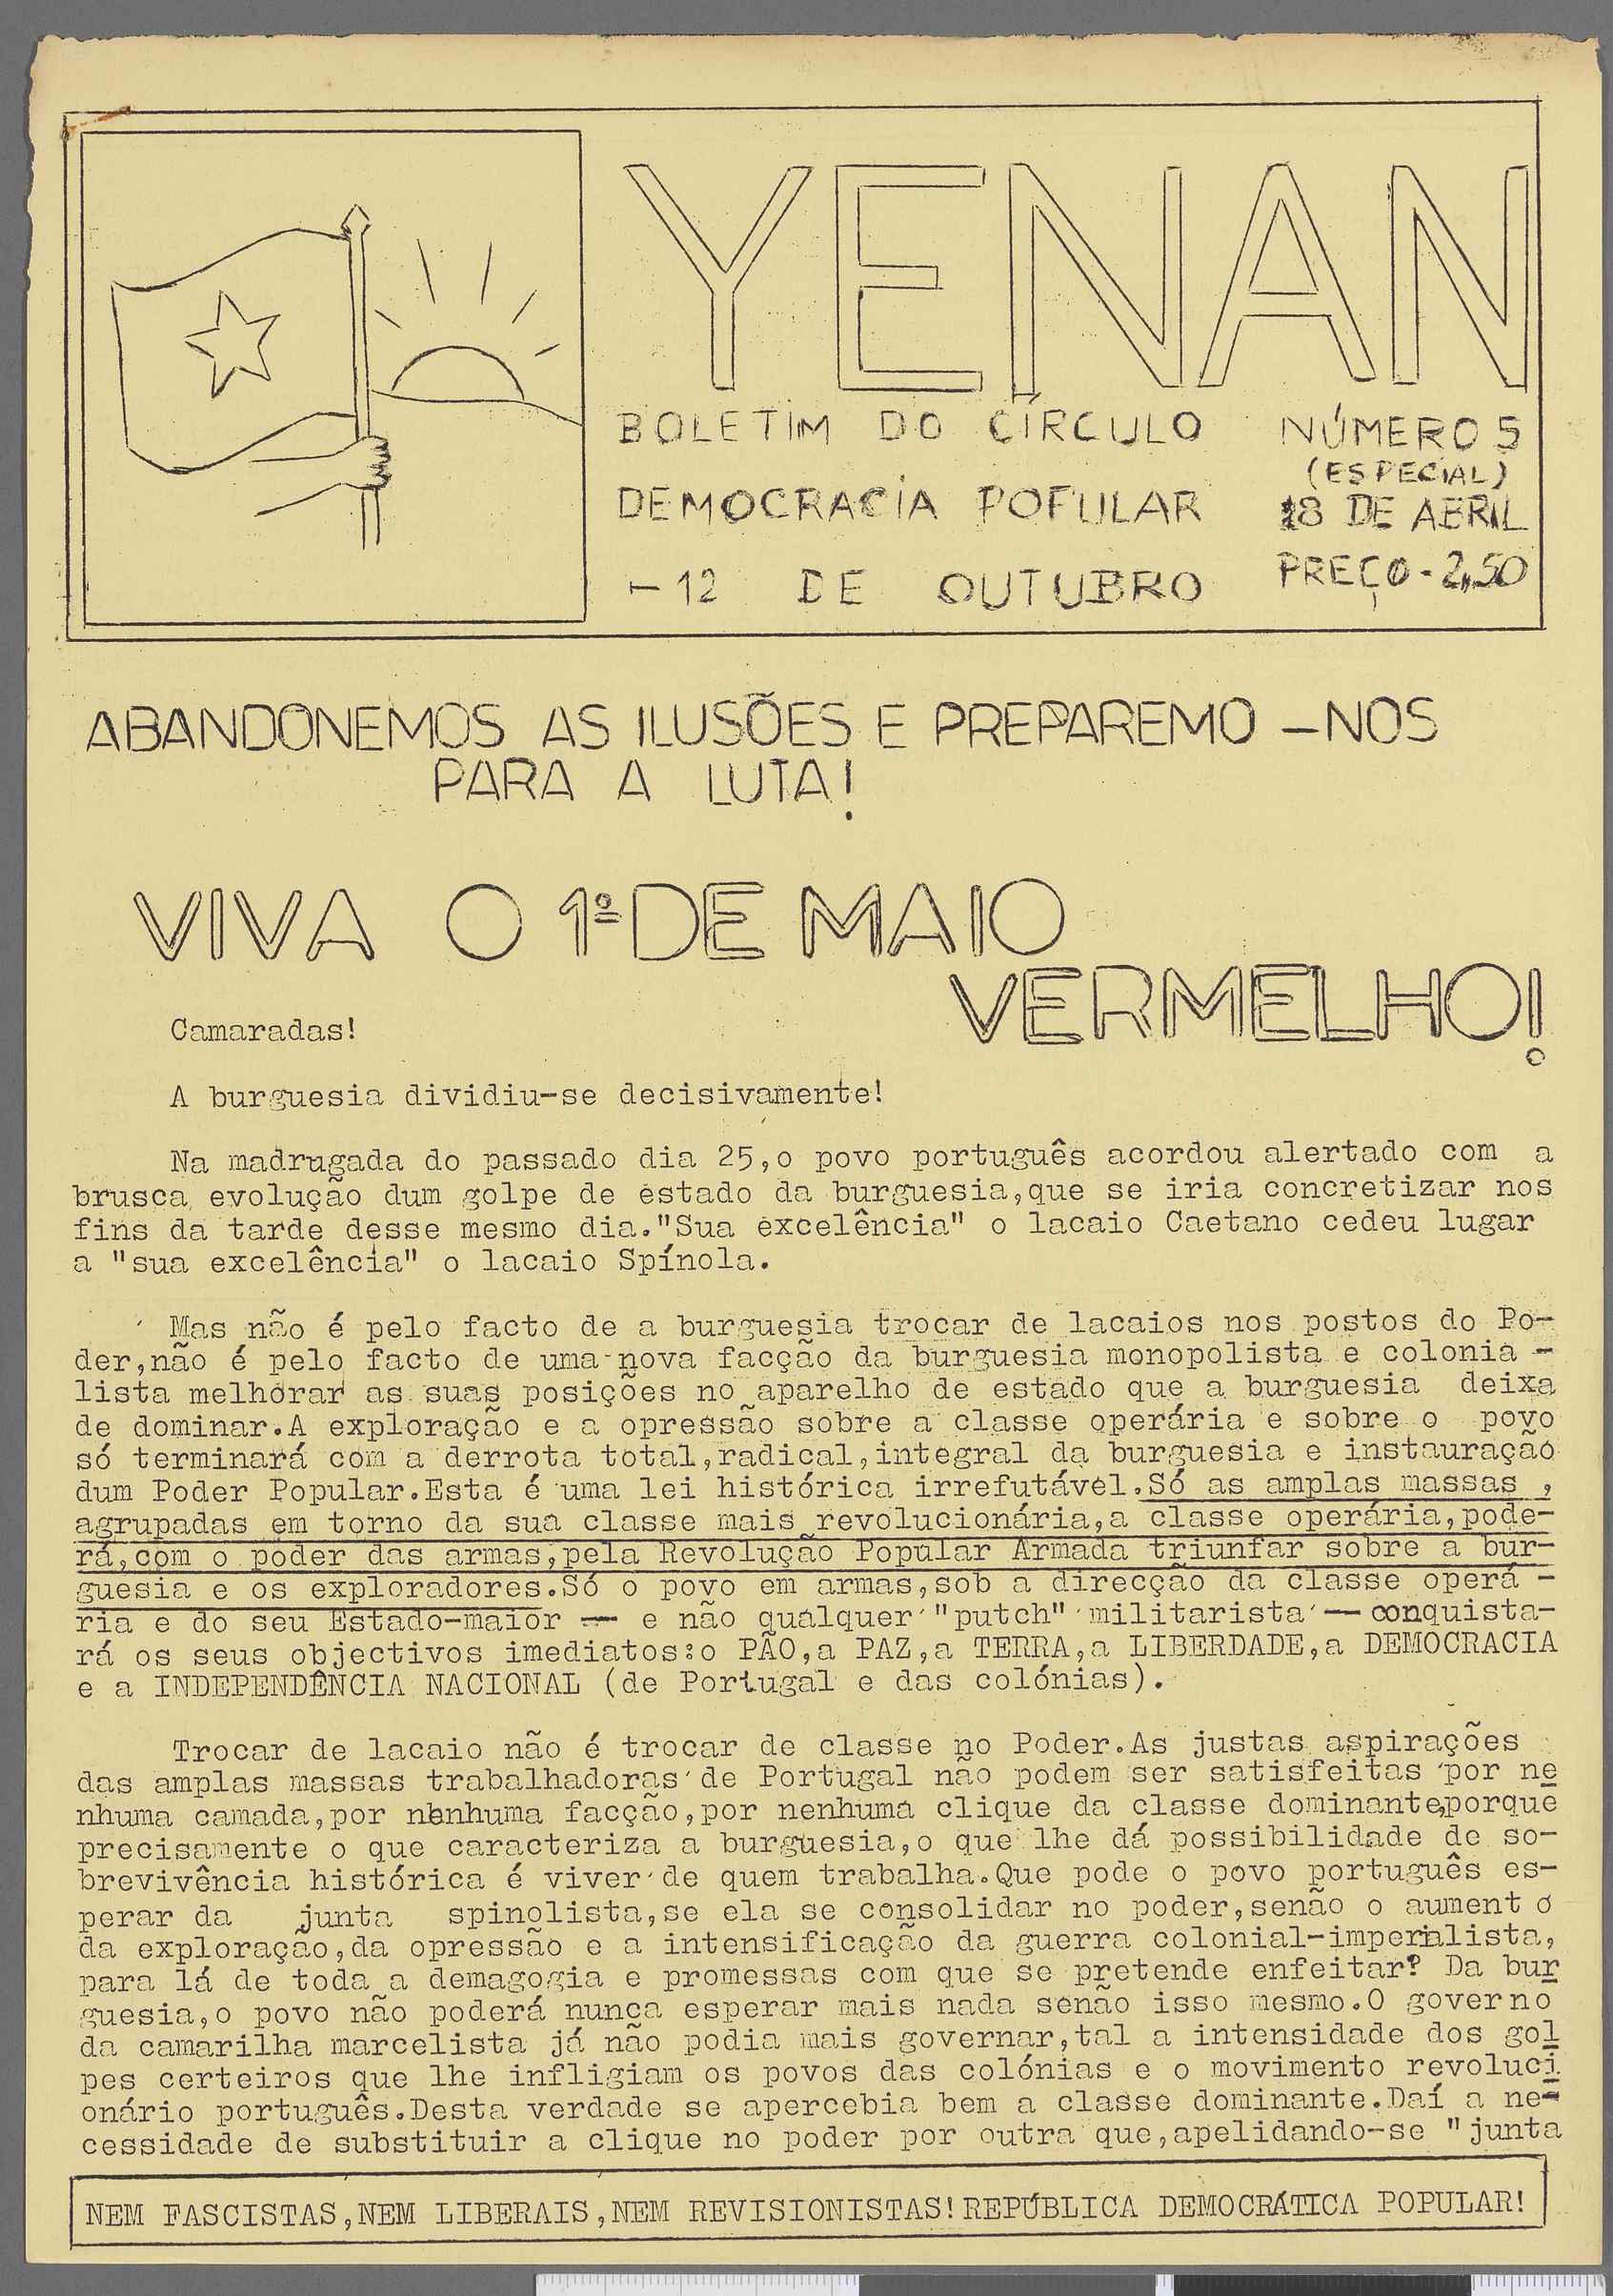 YENAN
BOLETIM DO CÍRCULO
DEMOCRACIA POPULAR
-12 DE OUTUBRO
NÚMERO 5
(ESPECIAL)
18 DE ABRIL
PREÇO-2,50
ABANDONEMOS AS ILUSÕES E PREPAREMO-NOS
PARA A LUTA!
VIVA O 1º DE MAIO
VERMELHO!
Camaradas!
A burguesia dividiu-se decisivamente!
Na madrugada do passado dia 25,o povo português acordou alertado com a
brusca evolução dum golpe de estado da burguesia,que se iria concretizar nos
fins da tarde desse mesmo dia."Sua excelência" o lacaio Caetano cedeu lugar
a "sua excelência" o lacaio Spínola.
Mas não é pelo facto de a burguesia trocar de lacaios nos postos do Po-
der,não é pelo facto de uma nova facção da burguesia monopolista e colonia -
lista melhorar as suas posições no aparelho de estado que a burguesia deixa
de dominar.A exploração e a opressão sobre a classe operária e sobre o povo
só terminará com a derrota total,radical,integral da burguesia e instauração
dum Poder Popular.Esta é uma lei histórica irrefutável.Só as amplas massas ,
agrupadas em torno da sua classe mais revolucionária,a classe operária,pode-
rá,com o poder das armas,pela Revolução Popular Armada triunfar sobre a bur-
guesia e os exploradores.Só o povo em armas,sob a direcção da classe operá -
ria e do seu Estado-maior — e não qualquer "putch" militarista — conquista-
rá os seus objectivos imediatos:o PÃO,a PAZ,a TERRA,a LIBERDADE,a DEMOCRACIA
e a INDEPENDÊNCIA NACIONAL (de Portugal e das colónias).
Trocar de lacaio não é trocar de classe no Poder.As justas aspirações
das amplas massas trabalhadoras de Portugal não podem ser satisfeitas por ne
nhuma camada,por nenhuma facção,por nenhuma clique da classe dominante,porque
precisamente o que caracteriza a burguesia,o que lhe dá possibilidade de so-
brevivência histórica é viver de quem trabalha.Que pode o povo português es-
perar da junta spinolista,se ela se consolidar no poder,senão o aument o
da exploração,da opressão e a intensificação da guerra colonial-imperialista,
para lá de toda a demagogia e promessas com que se pretende enfeitar? Da bur
guesia,o povo não poderá nunca esperar mais nada senão isso mesmo.O governo
da camarilha marcelista já não podia mais governar,tal a intensidade dos gol
pes certeiros que lhe infligiam os povos das colónias e o movimento revoluci
onário português.Desta verdade se apercebia bem a classe dominante.Daí a ne-
cessidade de substituir a clique no poder por outra que,apelidando-se "junta
NEM FASCISTAS,NEM LIBERAIS,NEM REVISIONISTAS!REPÚBLICA DEMOCRÁTICA POPULAR!